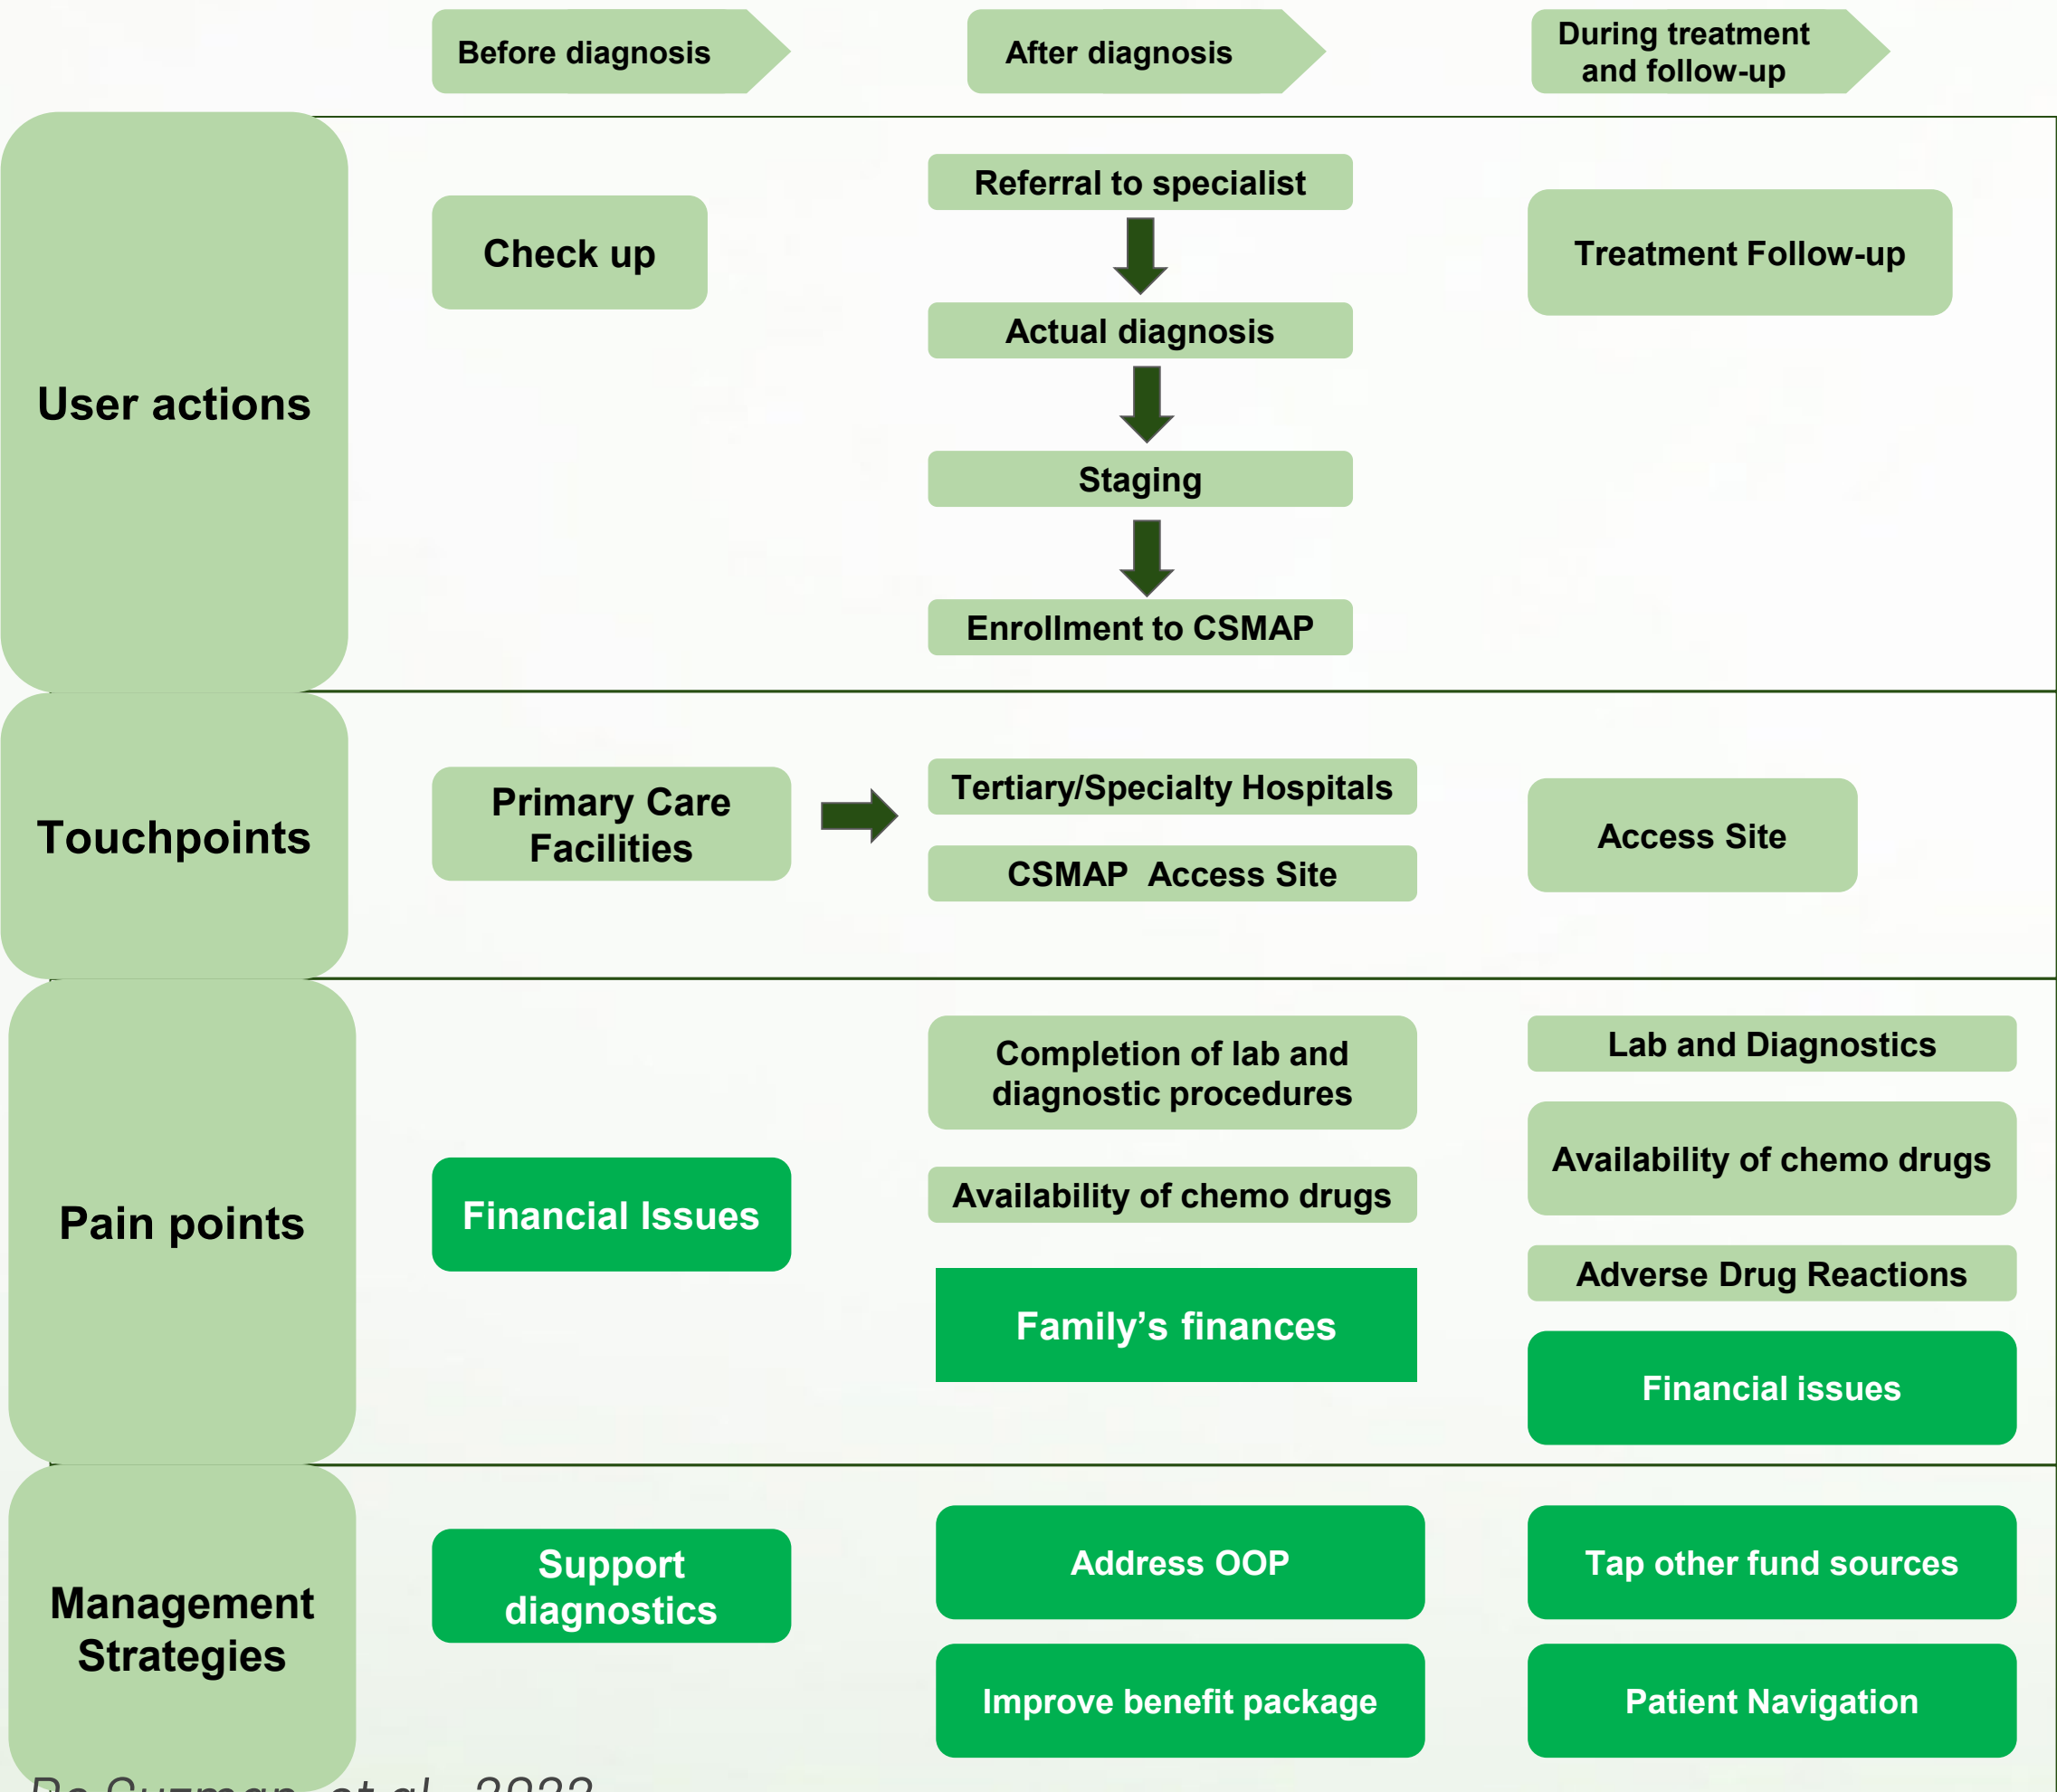 Before diagnosis
After diagnosis
During treatment
and follow-up
User actions
Check up
Referral to specialist
Actual diagnosis
Staging
Enrollment to CSMAP
Treatment Follow-up
Touchpoints
Primary Care
Facilities
Tertiary/Specialty Hospitals
CSMAP Access Site
Access Site
Pain points
Financial Issues
Completion of lab and
diagnostic procedures
Availability of chemo drugs
Family’s finances
Lab and Diagnostics
Availability of chemo drugs
Adverse Drug Reactions
Financial issues
Management
Strategies
Support
diagnostics
Address OOP
Improve benefit package
Tap other fund sources
Patient Navigation
Guzman, et al.,